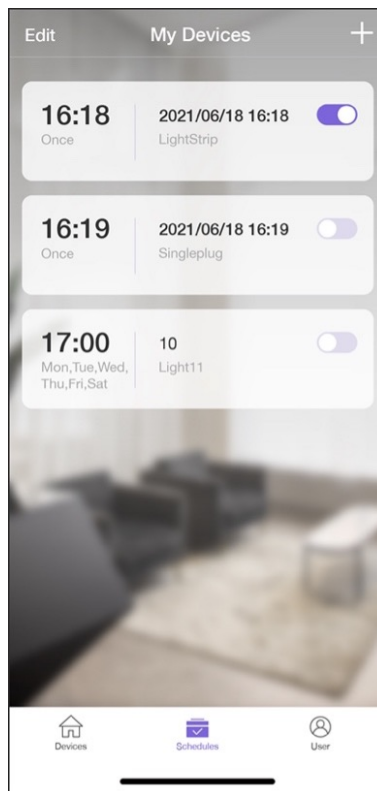 Edit My Devices +
16:18
Once
2021/06/18 16:18
LightStrip
16:19
Once
2021/06/18 16:19
Singleplug
17:00
Mon,Tue,Wed,
Thu,Fri,Sat
10
Light11
Devices Schedules User